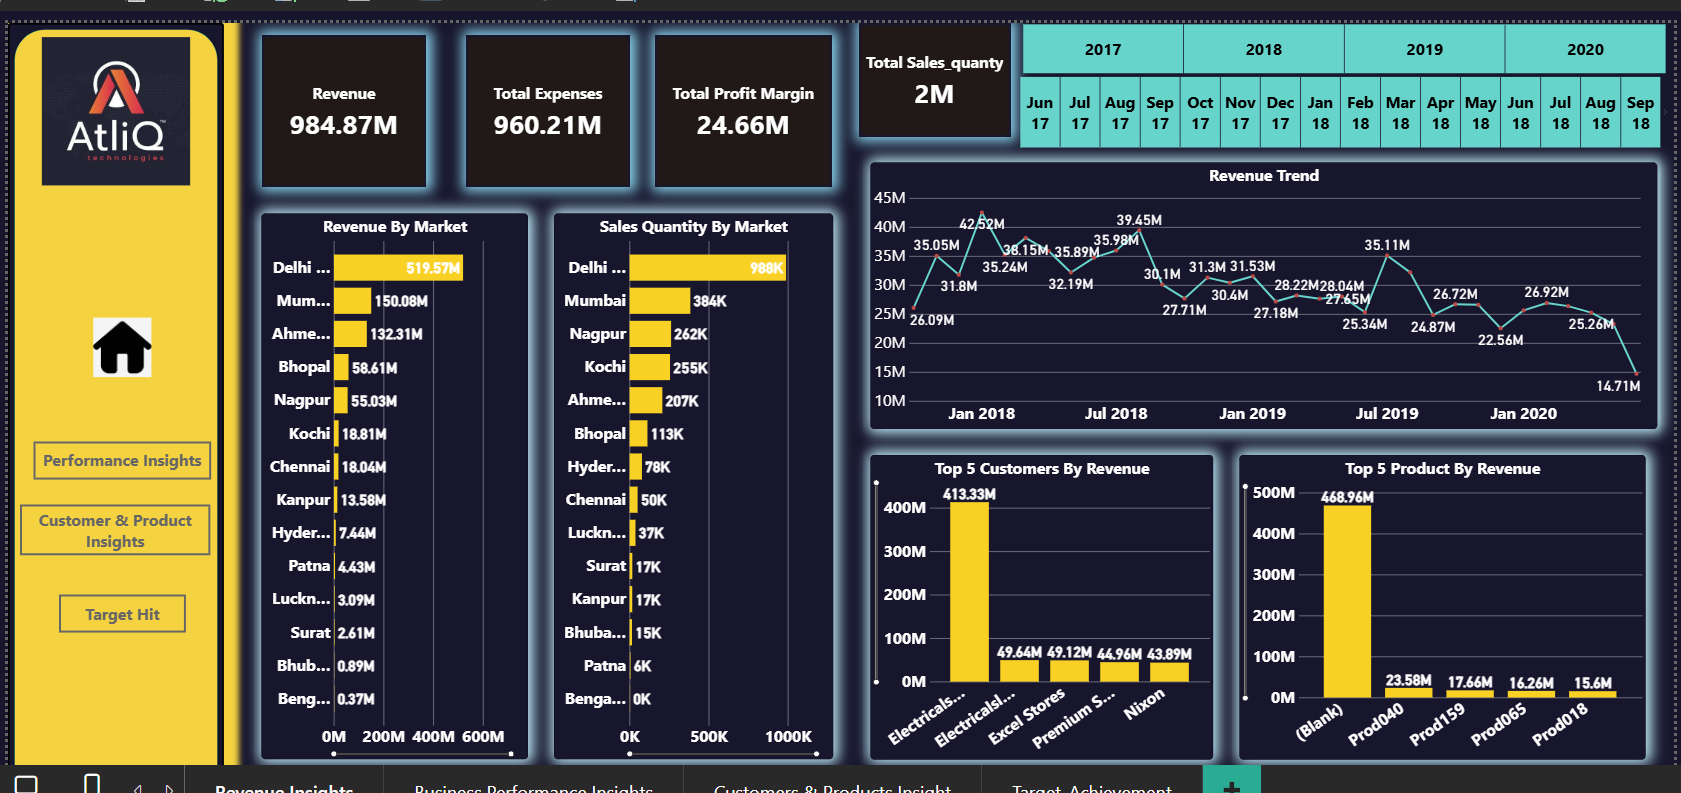 AtliQ
™
technologies
Performance Insights
Customer & Product
Insights
Target Hit
Revenue
984.87M
Total Expenses
960.21M
Total Profit Margin
24.66M
Total Sales_quanty
2M
2017 2018 2019 2020
Jun Jul Aug Sep Oct Nov Dec Jan Feb Mar Apr May Jun Jul Aug Sep
17 17 17 17 17 17 17 18 18 18 18 18 18 18 18 18
Revenue By Market
Delhi ... 519.57M
Mum... 150.08M
Ahme... 132.31M
Bhopal 58.61M
Nagpur 55.03M
Kochi 18.81M
Chennai 18.04M
Kanpur 13.58M
Hyder... 7.44M
Patna 4.43M
Luckn... 3.09M
Surat 2.61M
Bhub... 0.89M
Beng... 0.37M
0M 200M 400M 600M
Sales Quantity By Market
Delhi ... 988K
Mumbai 384K
Nagpur 262K
Kochi 255K
Ahme... 207K
Bhopal 113K
Hyder... 78K
Chennai 50K
Luckn... 37K
Surat 17K
Kanpur 17K
Bhuba... 15K
Patna 6K
Benga... 0K
0K 500K 1000K
Revenue Trend
45M
40M
35M
30M
25M
20M
15M
10M
26.09M
35.05M
31.8M
42.52M
35.24M
38.15M
35.89M
32.19M
35.98M
39.45M
30.1M
27.71M
31.3M
30.4M
31.53M
27.18M
28.22M
27.65M
28.04M
25.34M
35.11M
24.87M
26.72M
22.56M
26.92M
25.26M
14.71M
Jan 2018 Jul 2018 Jan 2019 Jul 2019 Jan 2020
Top 5 Customers By Revenue
400M
300M
200M
100M
0M
413.33M 49.64M 49.12M 44.96M 43.89M
Electricals... Electricalsl... Excel Stores Premium S... Nixon
Top 5 Product By Revenue
500M
400M
300M
200M
100M
0M
468.96M 23.58M 17.66M 16.26M 15.6M
(Blank) Prod040 Prod159 Prod065 Prod018
Revenue Insights Business Performance Insights Customers & Products Insight Target_Achievement +